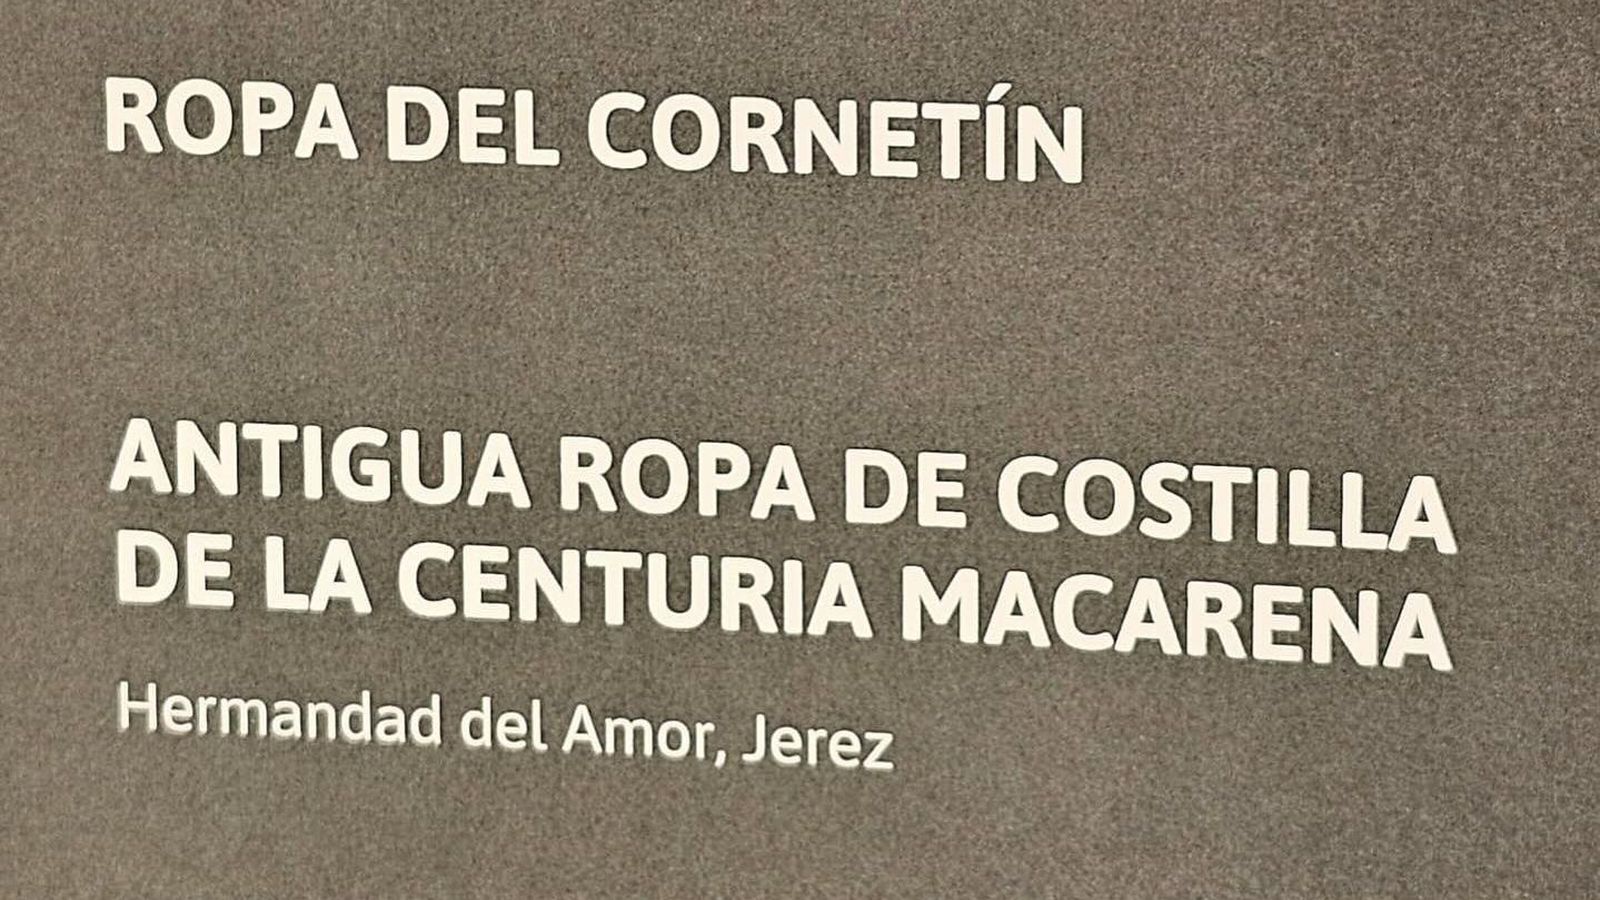 ROPA DEL CORNETÍN
ANTIGUA ROPA DE COSTILLA
DE LA CENTURIA MACARENA
Hermandad del Amor, Jerez